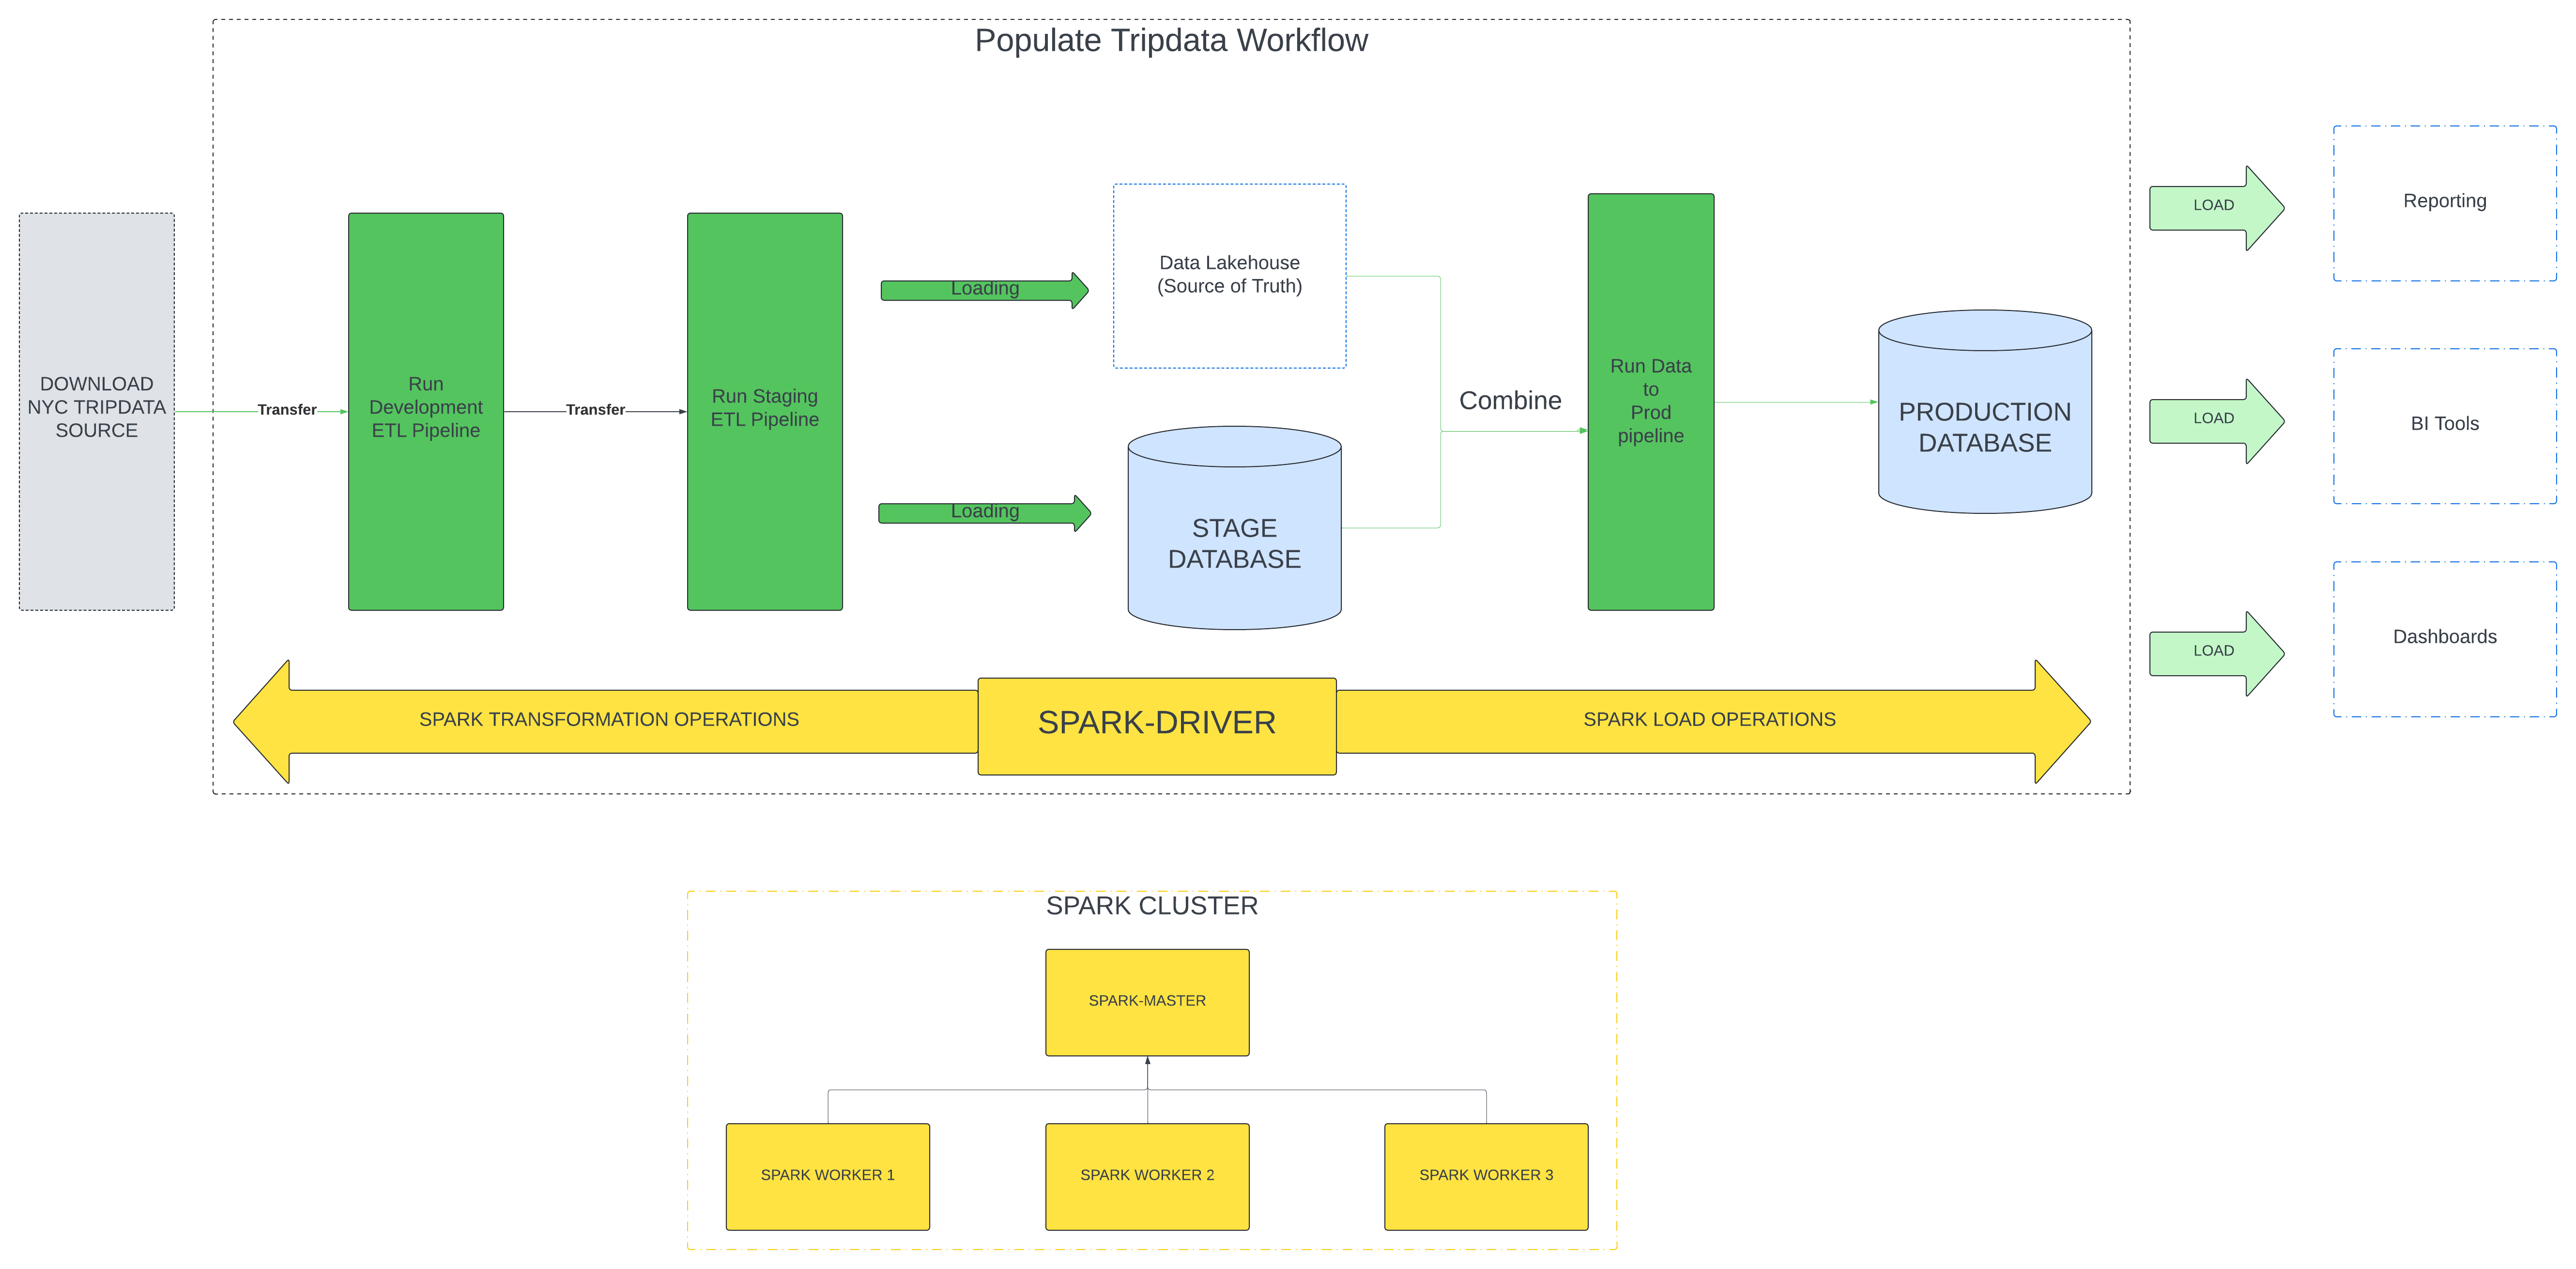 Populate Tripdata Workflow
DOWNLOAD
NYC TRIPDATA
SOURCE
Transfer
Run
Development
ETL Pipeline
Transfer
Run Staging
ETL Pipeline
Loading
Loading
Data Lakehouse
(Source of Truth)
STAGE
DATABASE
Combine
Run Data
to
Prod
pipeline
PRODUCTION
DATABASE
LOAD
Reporting
LOAD
BI Tools
LOAD
Dashboards
SPARK TRANSFORMATION OPERATIONS
SPARK-DRIVER
SPARK LOAD OPERATIONS
SPARK CLUSTER
SPARK-MASTER
SPARK WORKER 1
SPARK WORKER 2
SPARK WORKER 3